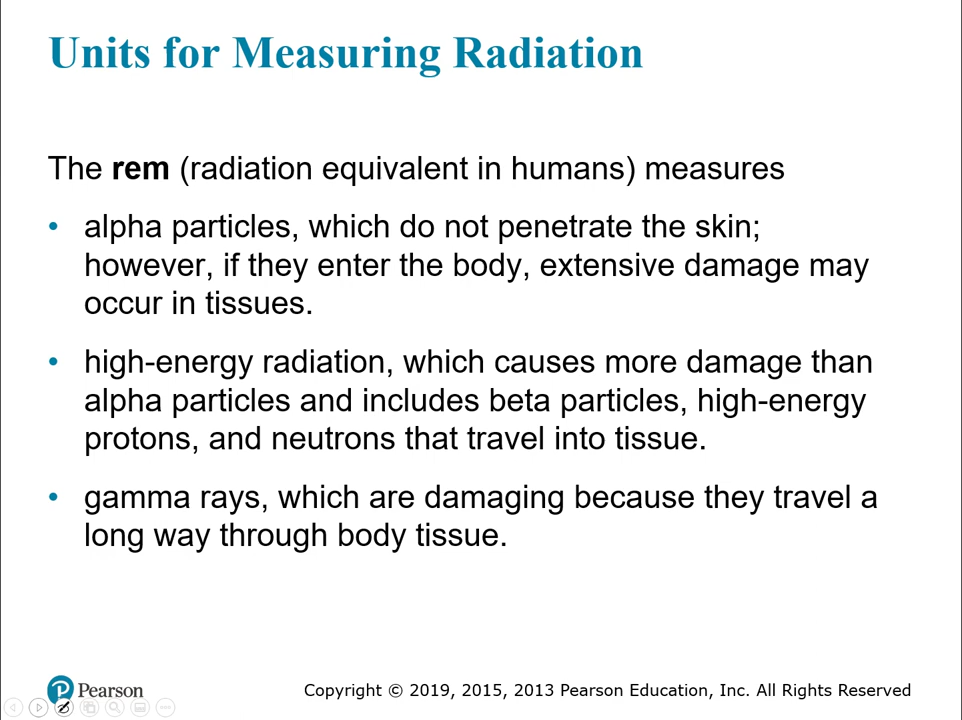 Units for Measuring Radiation
The rem (radiation equivalent in humans) measures
• alpha particles, which do not penetrate the skin;
however, if they enter the body, extensive damage may
occur in tissues.
• high-energy radiation, which causes more damage than
alpha particles and includes beta particles, high-energy
protons, and neutrons that travel into tissue.
• gamma rays, which are damaging because they travel a
long way through body tissue.
Pearson
Copyright © 2019, 2015, 2013 Pearson Education, Inc. All Rights Reserved